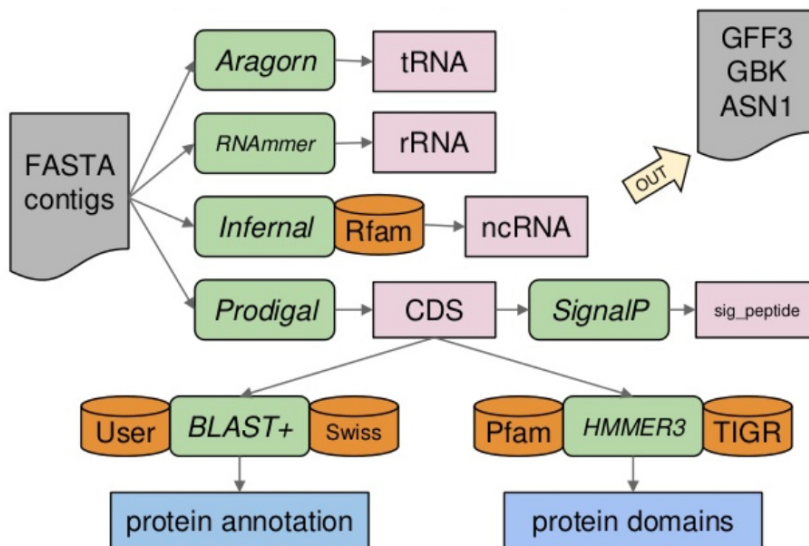 GFF3
GBK
ASN1
OUT
FASTA
contigs
Aragorn
tRNA
RNAmmer
rRNA
Infernal
Rfam
ncRNA
Prodigal
CDS
SignalP
sig_peptide
User
BLAST+
Swiss
Pfam
HMMER3
TIGR
protein annotation
protein domains